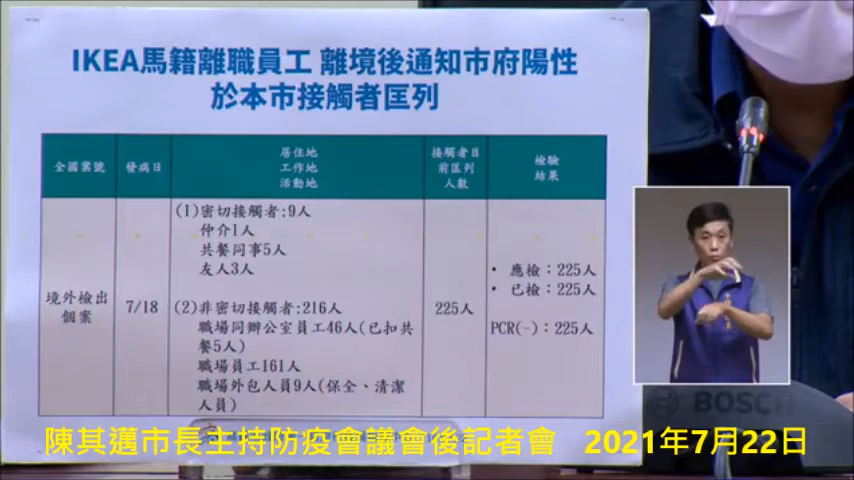 IKEA馬籍離職員工 離境後通知市府陽性
於本市接觸者匡列
全國案號
發病日
居住地
工作地
活動地
接觸者目
前匡列
人數
檢驗
結果
境外檢出
個案
7/18
(1)密切接觸者:9人
仲介1人
共餐同事5人
友人3人
(2)非密切接觸者:216人
職場同辦公室員工46人(已扣共
餐5人)
職場員工161人
職場外包人員9人(保全、清潔
人員)
225人
• 應檢：225人
• 已檢：225人
PCR(-)：225人
BOSCH
陳其邁市長主持防疫會議會後記者會 2021年7月22日